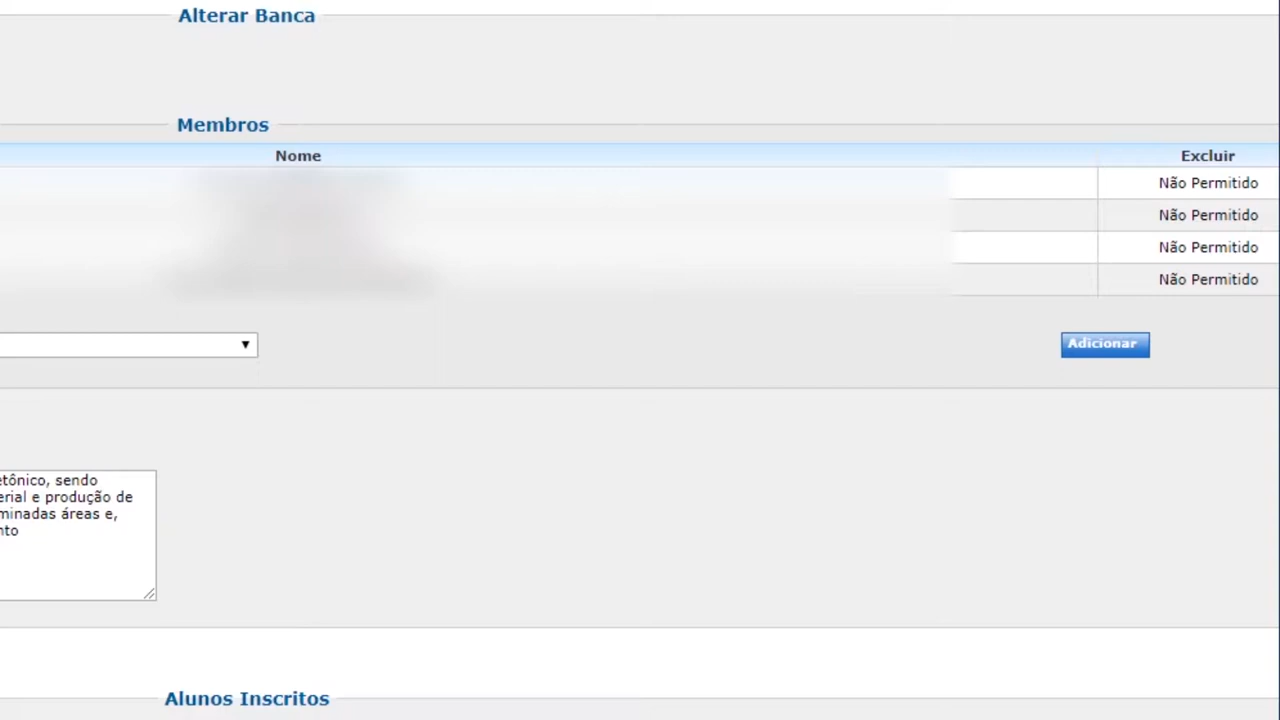 Alterar Banca
Membros
Nome Excluir
Não Permitido
Não Permitido
Não Permitido
Não Permitido
Adicionar
etônico, sendo
erial e produção de
minadas áreas e,
nto
Alunos Inscritos